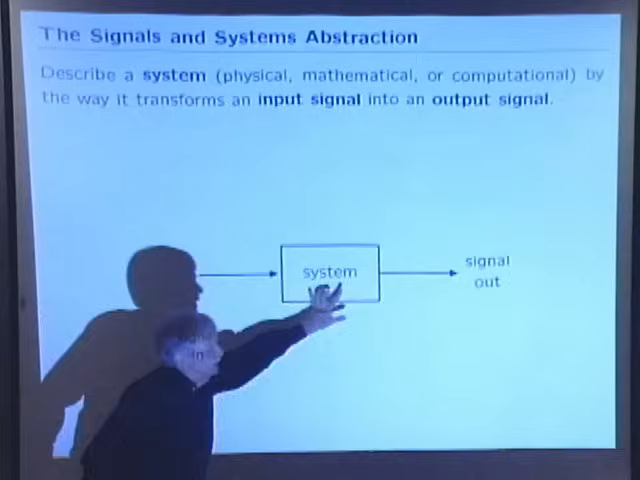 The Signals and Systems Abstraction
Describe a system (physical, mathematical, or computational) by
the way it transforms an input signal into an output signal.
system
signal
out
in